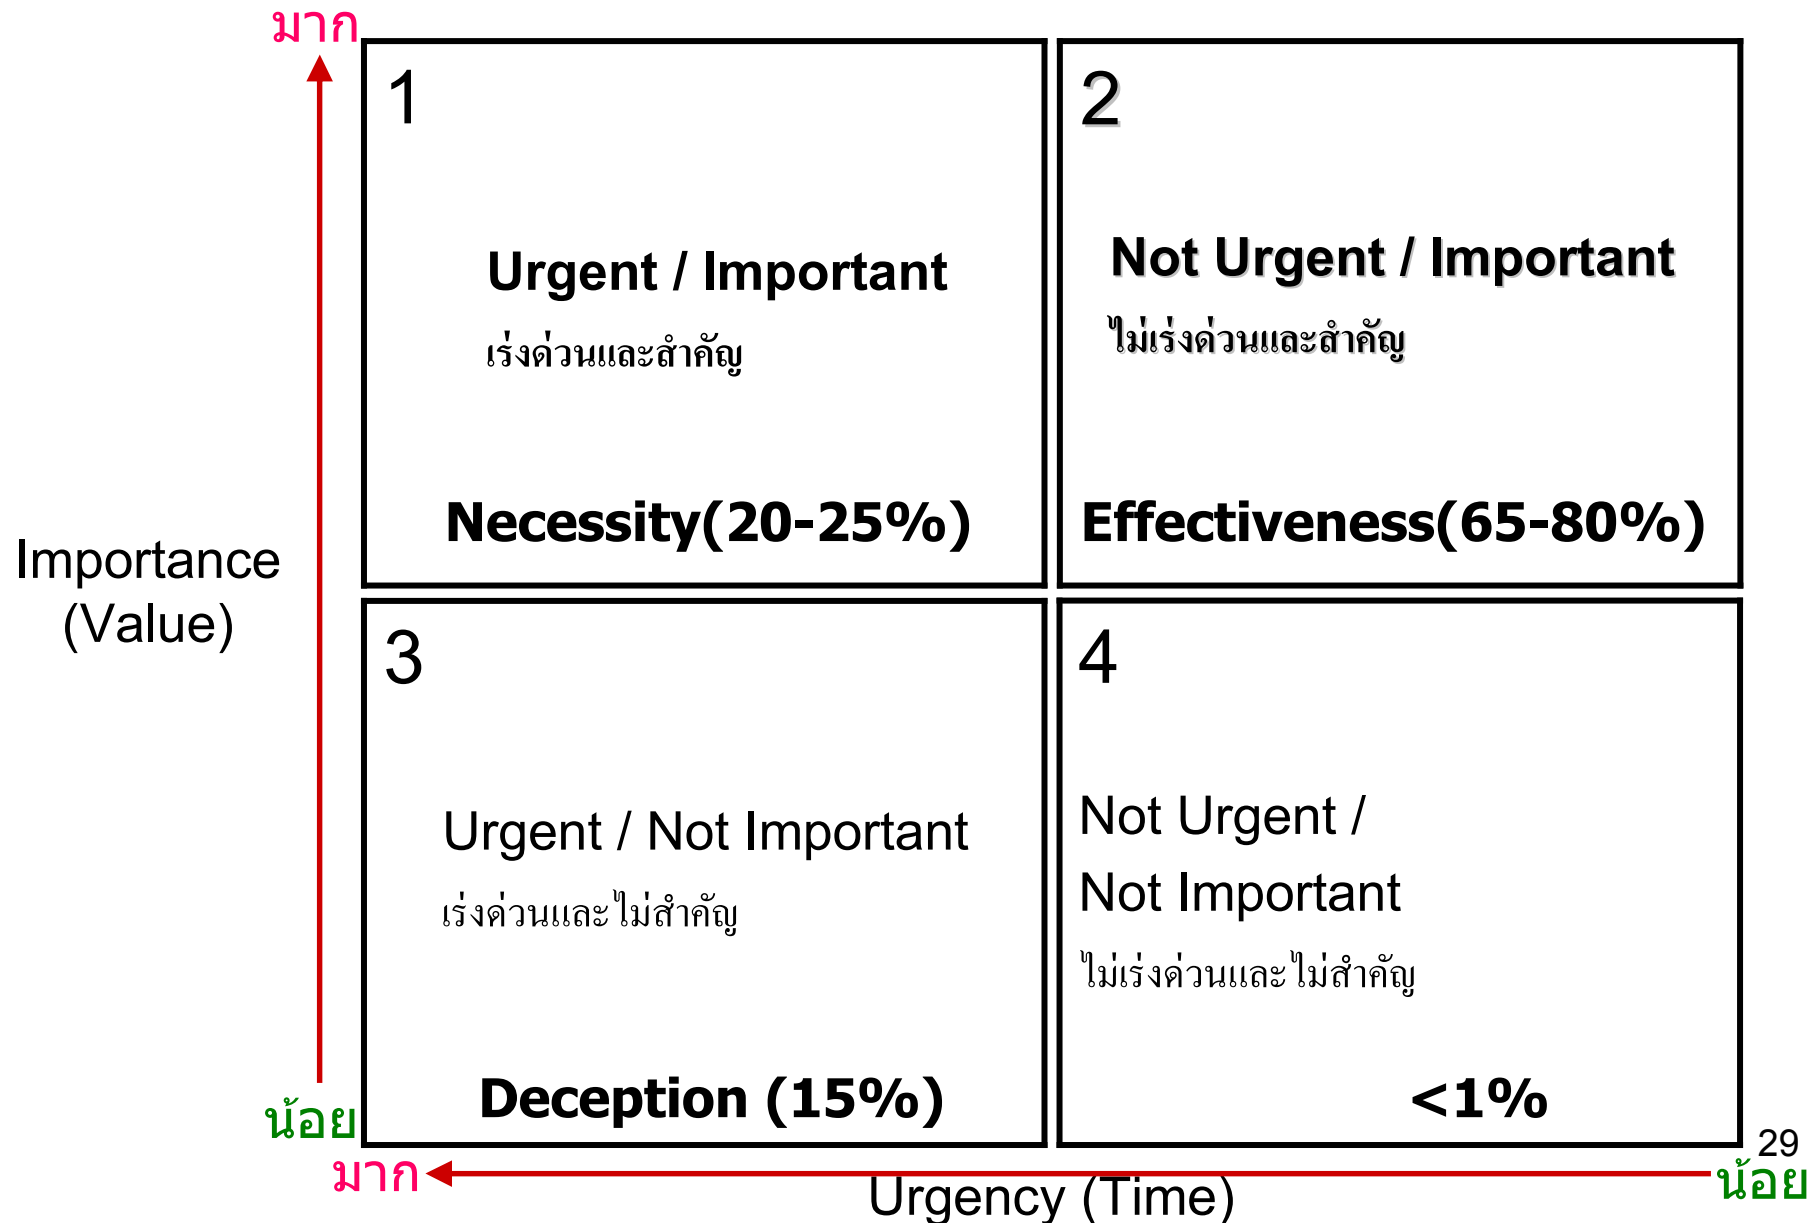 มาก
1
Urgent / Important
เร่งด่วนและสำคัญ
Necessity(20-25%)
2
Not Urgent / Important
ไม่เร่งด่วนและสำคัญ
Effectiveness(65-80%)
Importance
(Value)
3
Urgent / Not Important
เร่งด่วนและไม่สำคัญ
Deception (15%)
4
Not Urgent /
Not Important
ไม่เร่งด่วนและไม่สำคัญ
<1%
น้อย
มาก
Urgency (Time)
29
น้อย